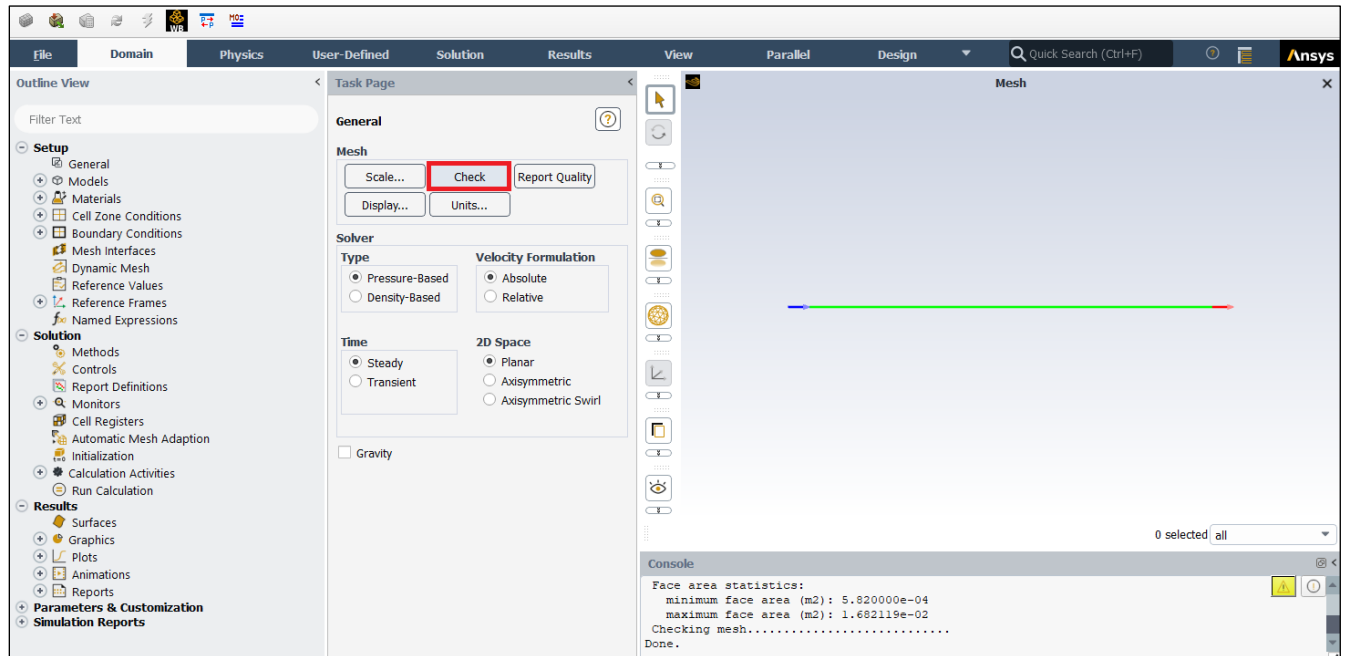 WB
P→P
MO
File Domain Physics User-Defined Solution Results View Parallel Design Quick Search (Ctrl+F) Ansys
Outline View
Filter Text
Setup
General
Models
Materials
Cell Zone Conditions
Boundary Conditions
Mesh Interfaces
Dynamic Mesh
Reference Values
Reference Frames
Named Expressions
Solution
Methods
Controls
Report Definitions
Monitors
Cell Registers
Automatic Mesh Adaption
Initialization
Calculation Activities
Run Calculation
Results
Surfaces
Graphics
Plots
Animations
Reports
Parameters & Customization
Simulation Reports
Task Page
General
Mesh
Scale... Check Report Quality
Display... Units...
Solver
Type Velocity Formulation
Pressure-Based Absolute
Density-Based Relative
Time 2D Space
Steady Planar
Transient Axisymmetric
Axisymmetric Swirl
Gravity
Mesh
0 selected all
Console
Face area statistics:
minimum face area (m2): 5.820000e-04
maximum face area (m2): 1.682119e-02
Checking mesh............................
Done.